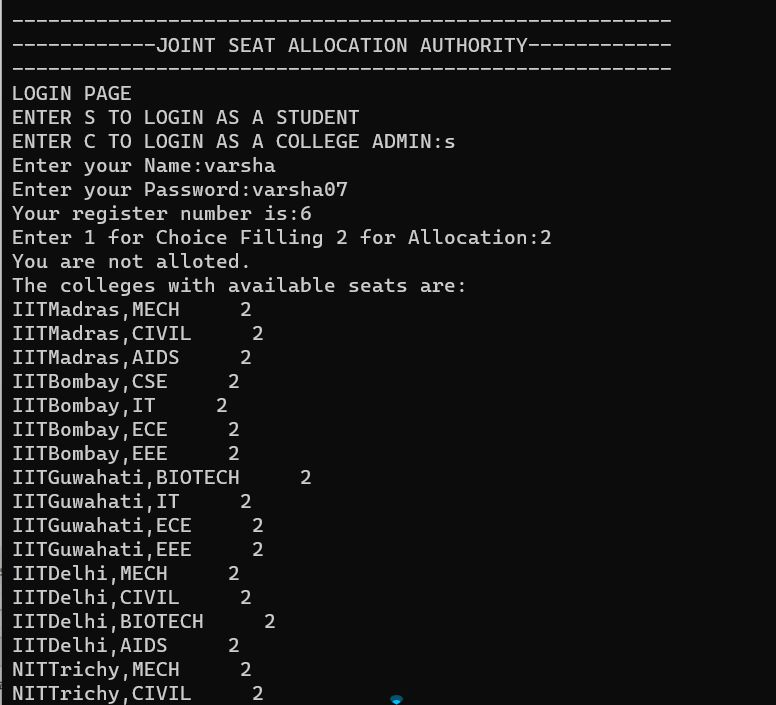 -------------------------------------------------------
------------JOINT SEAT ALLOCATION AUTHORITY------------
-------------------------------------------------------
LOGIN PAGE
ENTER S TO LOGIN AS A STUDENT
ENTER C TO LOGIN AS A COLLEGE ADMIN:s
Enter your Name:varsha
Enter your Password:varsha07
Your register number is:6
Enter 1 for Choice Filling 2 for Allocation:2
You are not alloted.
The colleges with available seats are:
IITMadras,MECH     2
IITMadras,CIVIL     2
IITMadras,AIDS     2
IITBombay,CSE     2
IITBombay,IT     2
IITBombay,ECE     2
IITBombay,EEE     2
IITGuwahati,BIOTECH     2
IITGuwahati,IT     2
IITGuwahati,ECE     2
IITGuwahati,EEE     2
IITDelhi,MECH     2
IITDelhi,CIVIL     2
IITDelhi,BIOTECH     2
IITDelhi,AIDS     2
NITTrichy,MECH     2
NITTrichy,CIVIL     2